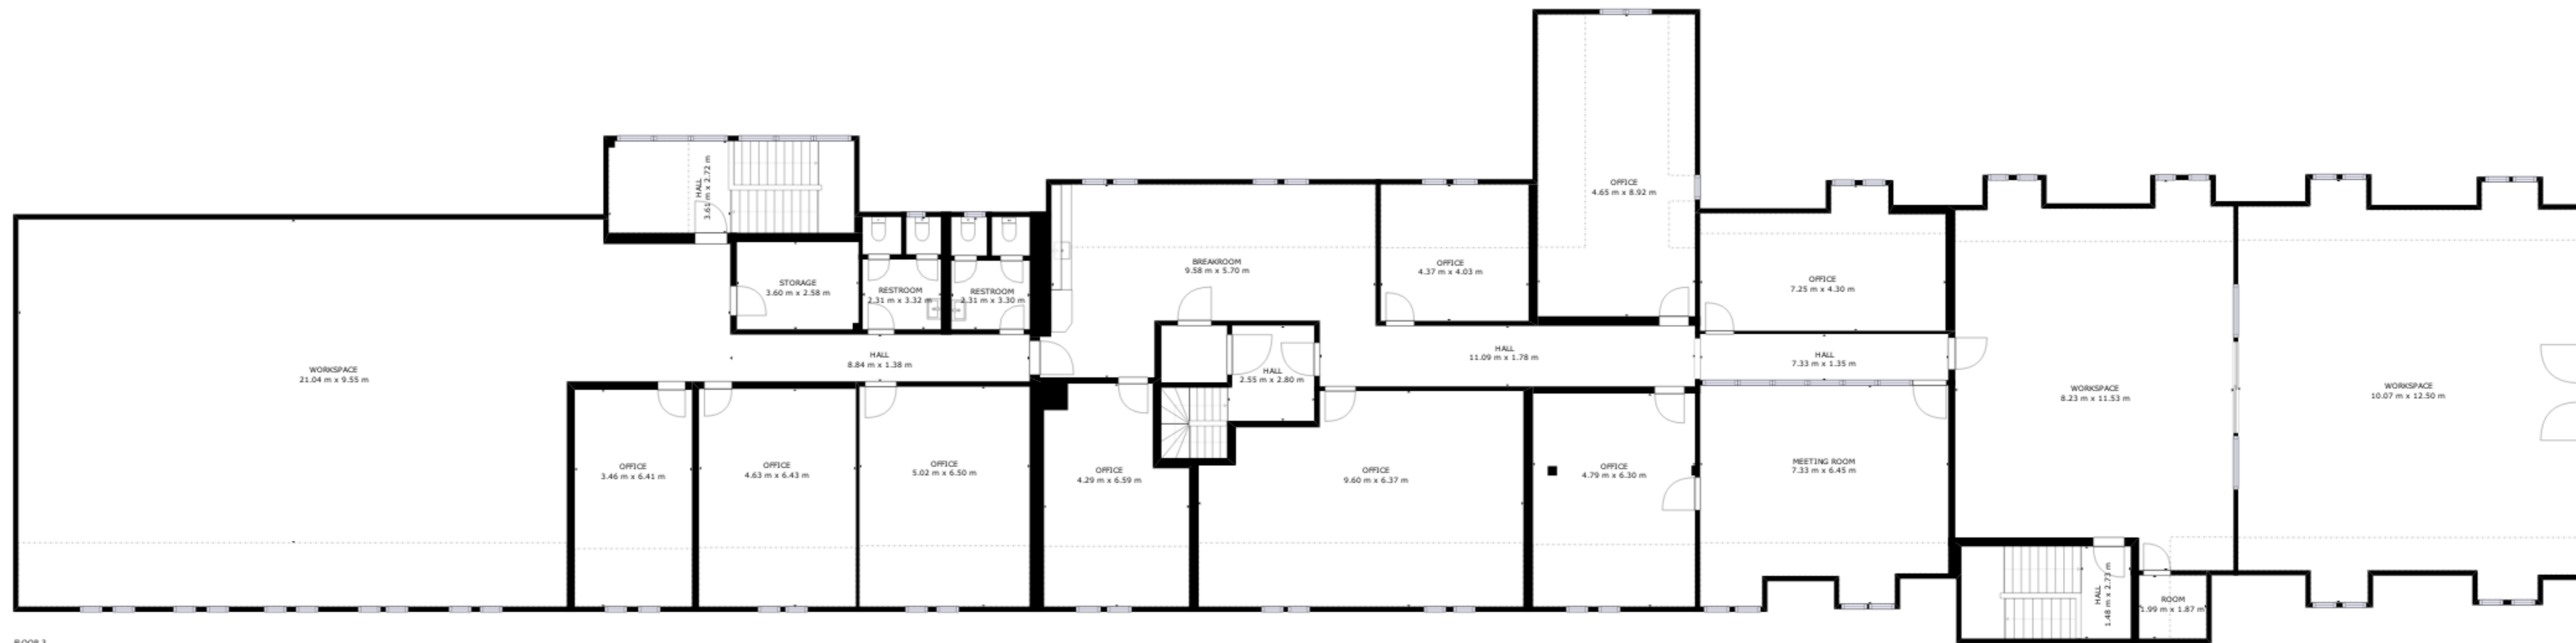 OFFICE
4.65 m x 8.92 m
HALL
3.61 m x 2.72 m
BREAKROOM
9.58 m x 5.70 m
OFFICE
4.37 m x 4.03 m
STORAGE
3.60 m x 2.58 m
RESTROOM
2.31 m x 3.32 m
RESTROOM
2.31 m x 3.30 m
OFFICE
7.25 m x 4.30 m
HALL
8.84 m x 1.38 m
HALL
11.09 m x 1.78 m
HALL
7.33 m x 1.35 m
WORKSPACE
21.04 m x 9.55 m
HALL
2.55 m x 2.80 m
WORKSPACE
8.23 m x 11.53 m
WORKSPACE
10.07 m x 12.50 m
OFFICE
3.46 m x 6.41 m
OFFICE
4.63 m x 6.43 m
OFFICE
5.02 m x 6.50 m
OFFICE
4.29 m x 6.59 m
OFFICE
9.60 m x 6.37 m
OFFICE
4.79 m x 6.30 m
MEETING ROOM
7.33 m x 6.45 m
HALL
1.48 m x 2.73 m
ROOM
1.99 m x 1.87 m
FLOOR 3